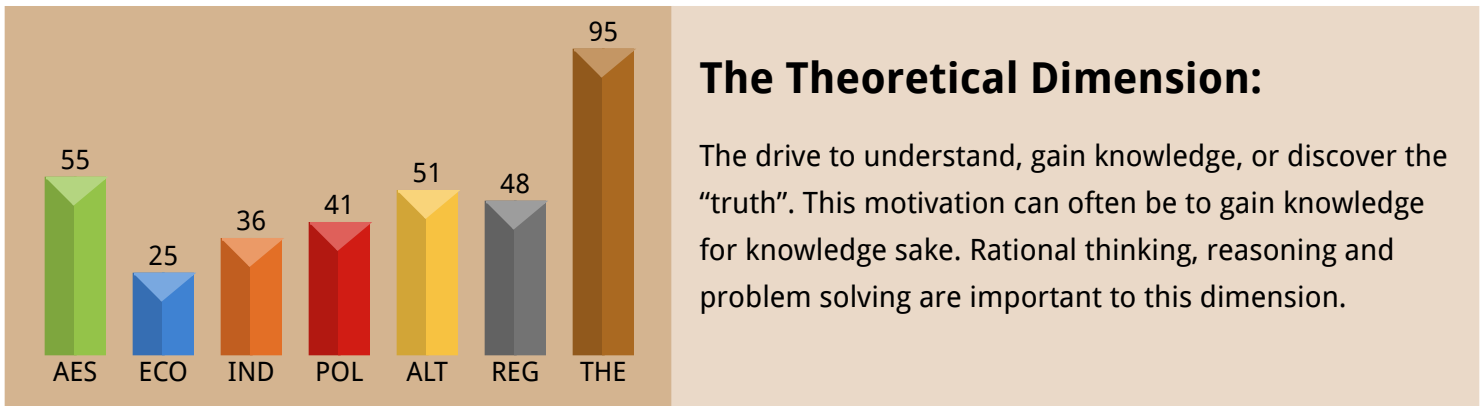 95
55
51
48
41
36
25
AES ECO IND POL ALT REG THE
The Theoretical Dimension:
The drive to understand, gain knowledge, or discover the
“truth”. This motivation can often be to gain knowledge
for knowledge sake. Rational thinking, reasoning and
problem solving are important to this dimension.